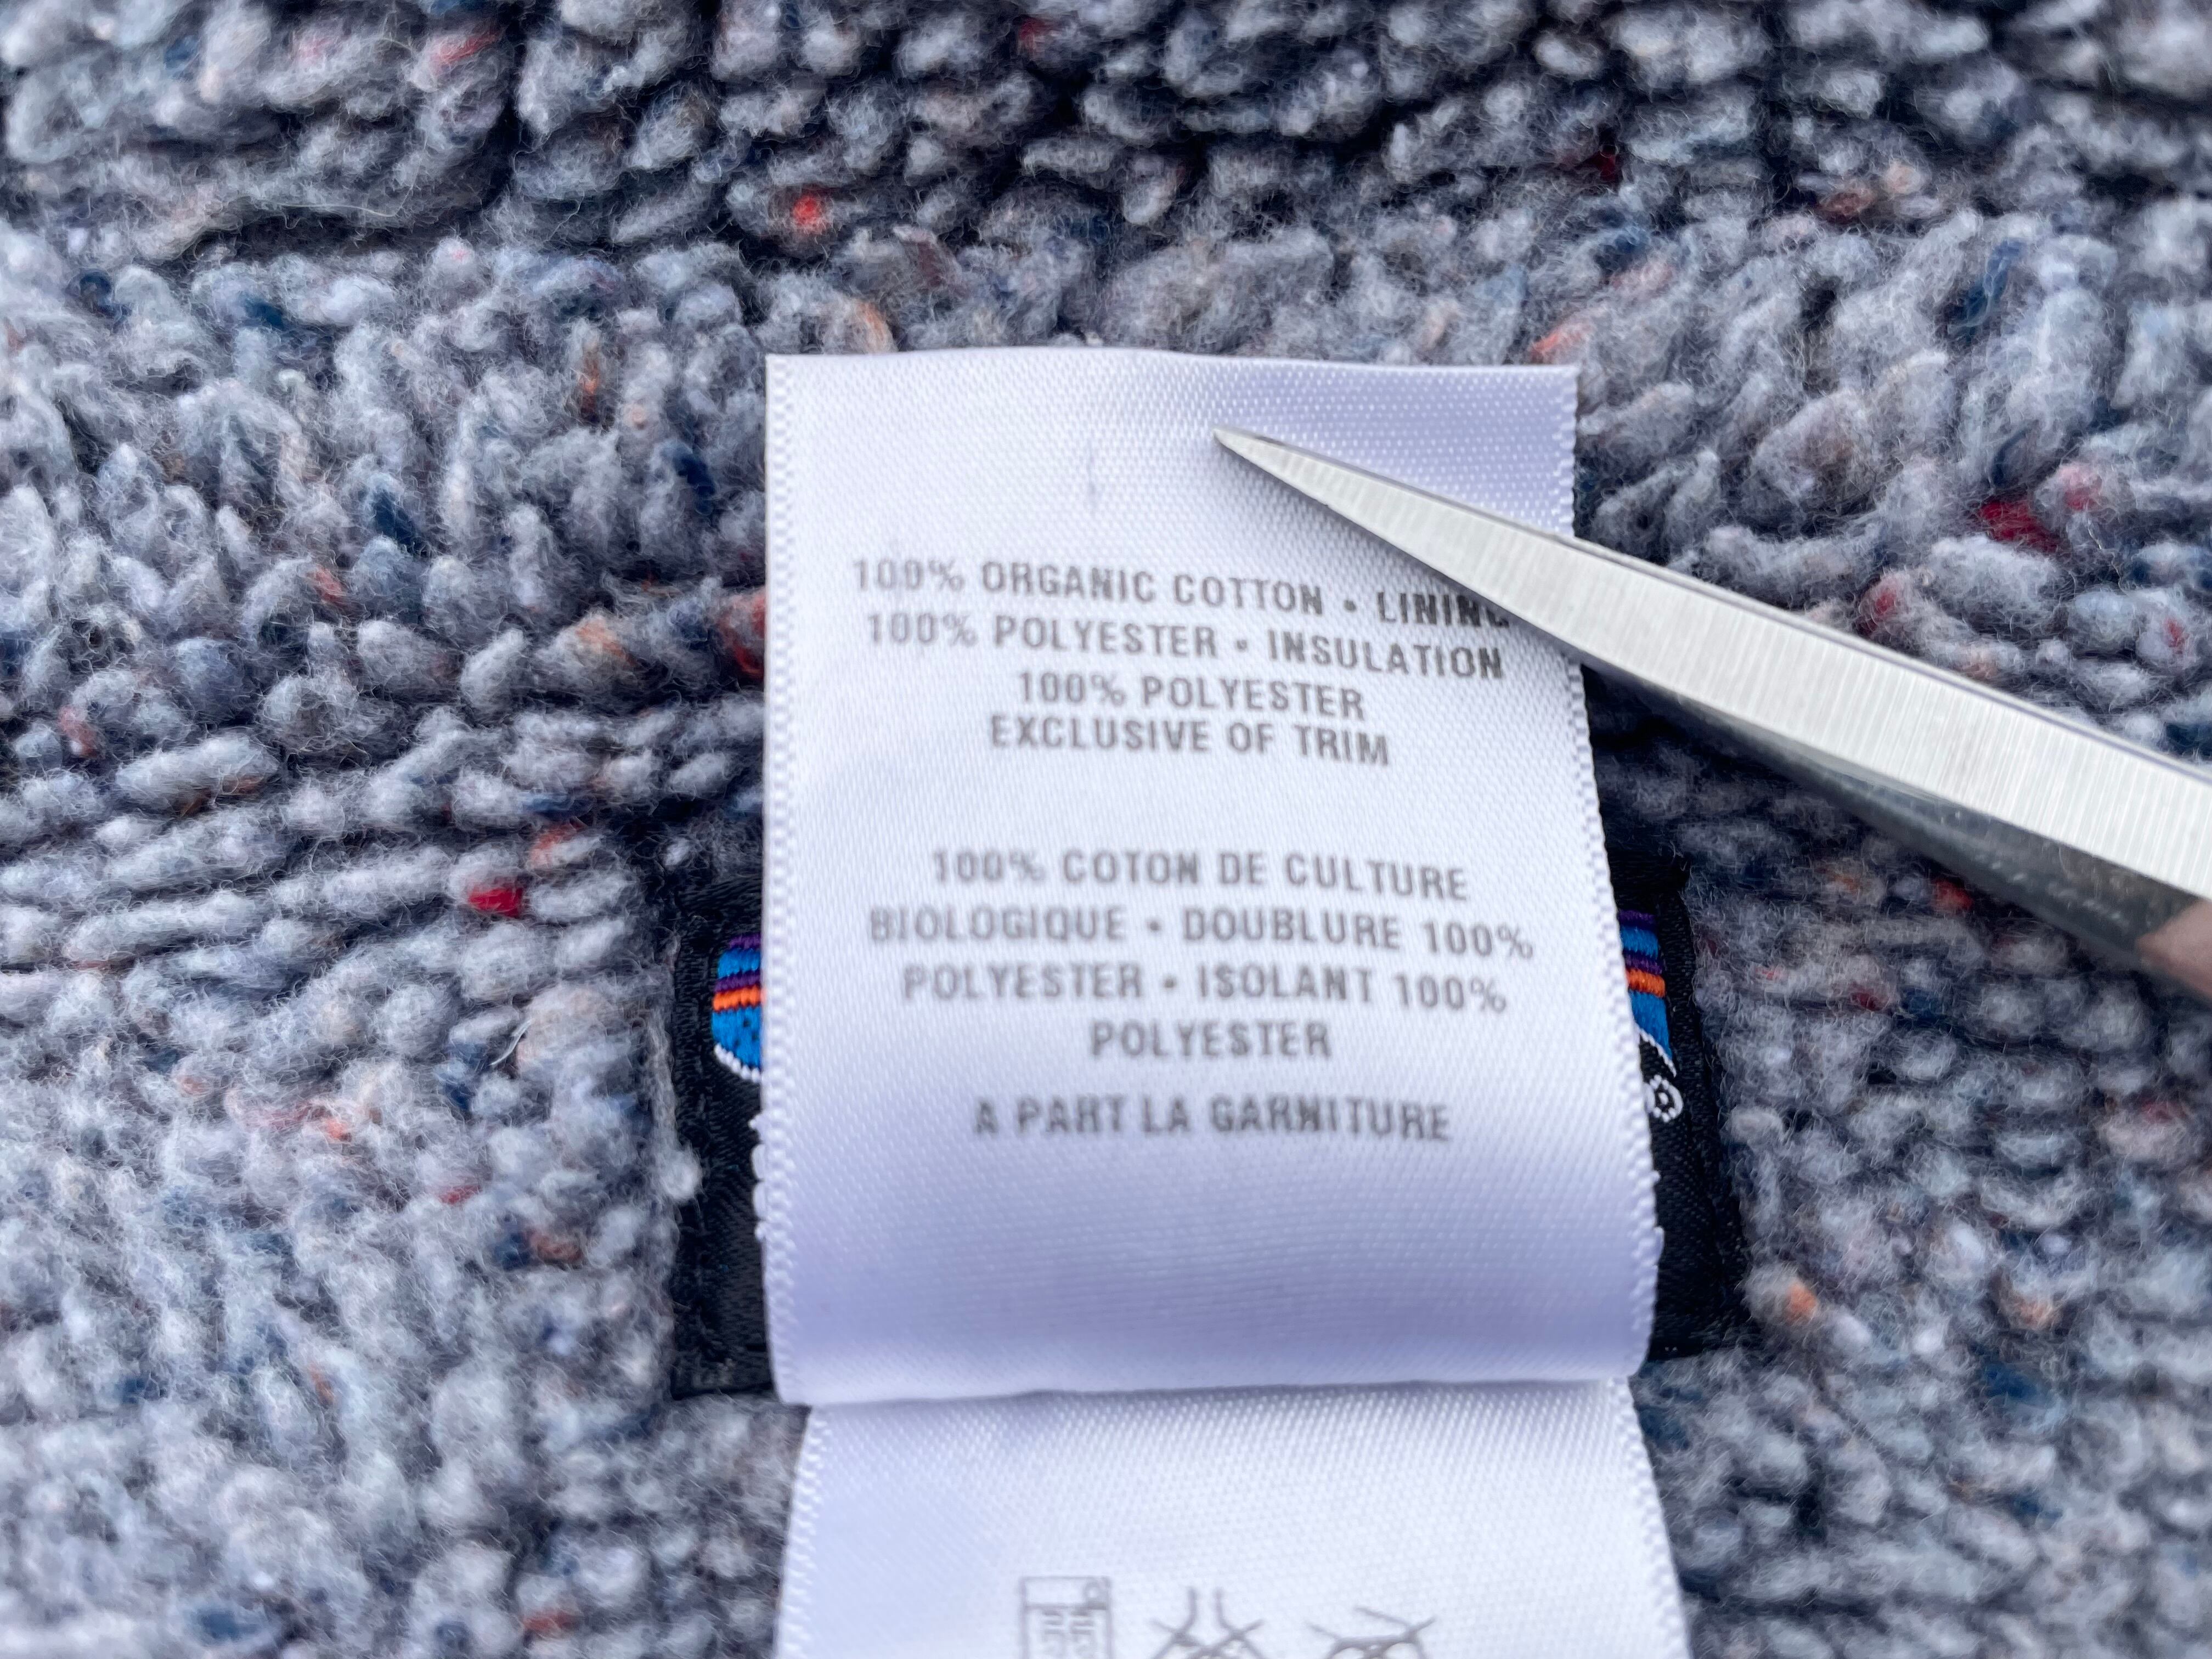 100% ORGANIC COTTON • LINING
100% POLYESTER • INSULATION
100% POLYESTER
EXCLUSIVE OF TRIM
100% COTON DE CULTURE
BIOLOGIQUE • DOUBLURE 100%
POLYESTER • ISOLANT 100%
POLYESTER
A PART LA GARNITURE
®